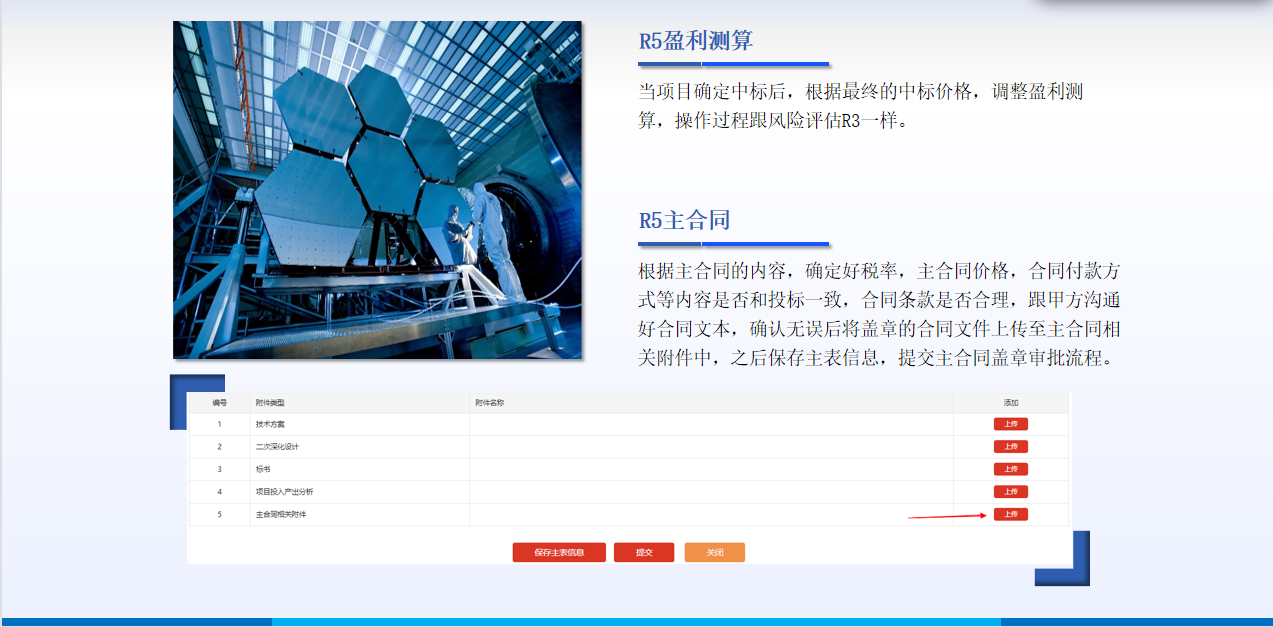 R5盈利测算
当项目确定中标后，根据最终的中标价格，调整盈利测
算，操作过程跟风险评估R3一样。
R5主合同
根据主合同的内容，确定好税率，主合同价格，合同付款方
式等内容是否和投标一致，合同条款是否合理，跟甲方沟通
好合同文本，确认无误后将盖章的合同文件上传至主合同相
关附件中，之后保存主表信息，提交主合同盖章审批流程。
编号 附件类型 附件名称 添加
1 技术方案 上传
2 二次深化设计 上传
3 标书 上传
4 项目投入产出分析 上传
5 主合同相关附件 上传
保存主表信息 提交 关闭